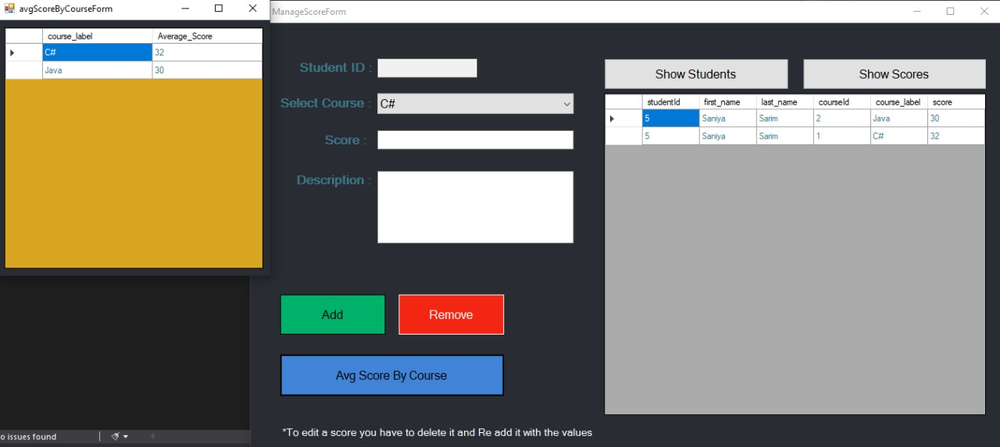 avgScoreByCourseForm
course_label Average_Score
C# 32
Java 30
ManageScoreForm
Student ID :
Select Course : C#
Score :
Description :
Add Remove
Avg Score By Course
*To edit a score you have to delete it and Re add it with the values
Show Students Show Scores
studentId first_name last_name courseId course_label score
5 Saniya Sarim 2 Java 30
5 Saniya Sarim 1 C# 32
o issues found